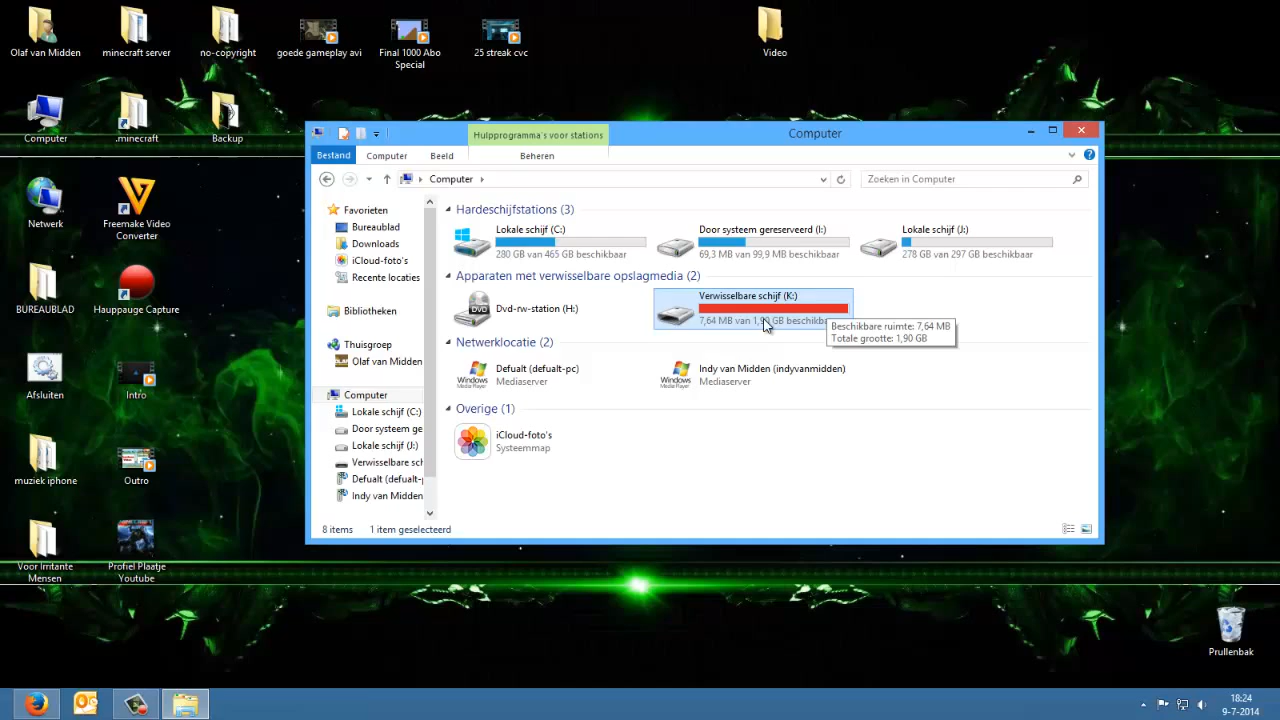 Olaf van Midden
minecraft server
no-copyright
goede gameplay avi
Final 1000 Abo
Special
25 streak cvc
Video
Computer
.minecraft
Backup
Netwerk
Freemake Video
Converter
BUREAUBLAD
Hauppauge Capture
Afsluiten
Intro
muziek iphone
Outro
Voor Irritante
Mensen
Profiel Plaatje
Youtube
Prullenbak
Hulpprogramma's voor stations
Computer
Bestand
Computer
Beeld
Beheren
Computer
Zoeken in Computer
Favorieten
Bureaublad
Downloads
iCloud-foto's
Recente locaties
Bibliotheken
Thuisgroep
Olaf van Midden
Computer
Lokale schijf (C:)
Door systeem ge
Lokale schijf (J:)
Verwisselbare sch
Defualt (defualt-p
Indy van Midden
Hardeschijfstations (3)
Lokale schijf (C:)
280 GB van 465 GB beschikbaar
Door systeem gereserveerd (I:)
69,3 MB van 99,9 MB beschikbaar
Lokale schijf (J:)
278 GB van 297 GB beschikbaar
Apparaten met verwisselbare opslagmedia (2)
DVD
Dvd-rw-station (H:)
Verwisselbare schijf (K:)
7,64 MB van 1,90 GB beschikba
Beschikbare ruimte: 7,64 MB
Totale grootte: 1,90 GB
Netwerklocatie (2)
Defualt (defualt-pc)
Mediaserver
Indy van Midden (indyvanmidden)
Mediaserver
Overige (1)
iCloud-foto's
Systeemmap
8 items
1 item geselecteerd
18:24
9-7-2014